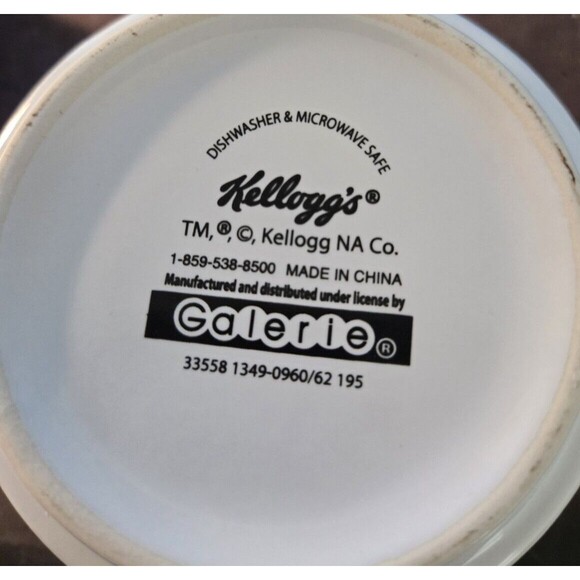 DISHWASHER & MICROWAVE SAFE
Kellogg's®
TM, ®, ©, Kellogg NA Co.
1-859-538-8500 MADE IN CHINA
Manufactured and distributed under license by
Galerie®
33558 1349-0960/62 195